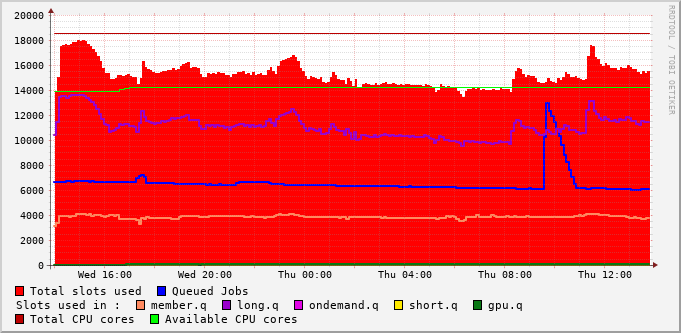 20000
18000
16000
14000
12000
10000
8000
6000
4000
2000
0
Wed 16:00 Wed 20:00 Thu 00:00 Thu 04:00 Thu 08:00 Thu 12:00
RRDTOOL / TOBI OETIKER
Total slots used Queued Jobs
Slots used in : member.q long.q ondemand.q short.q gpu.q
Total CPU cores Available CPU cores